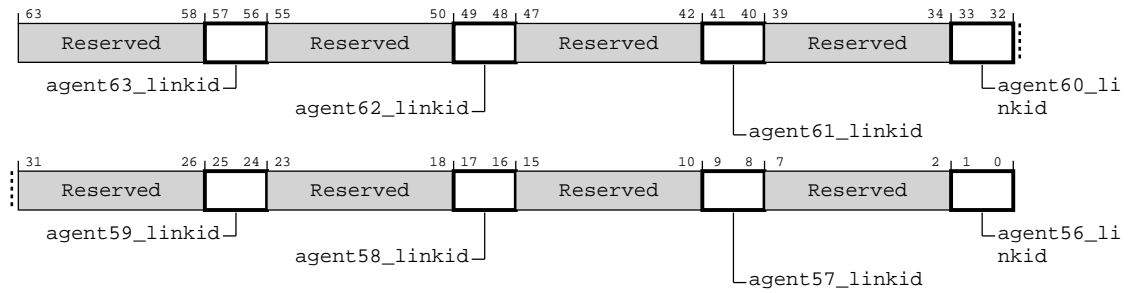 63 58 57 56 55 50 49 48 47 42 41 40 39 34 33 32
Reserved Reserved Reserved Reserved
agent63_linkid
agent62_linkid
agent61_linkid
agent60_li
nkid
31 26 25 24 23 18 17 16 15 10 9 8 7 2 1 0
Reserved Reserved Reserved Reserved
agent59_linkid
agent58_linkid
agent57_linkid
agent56_li
nkid